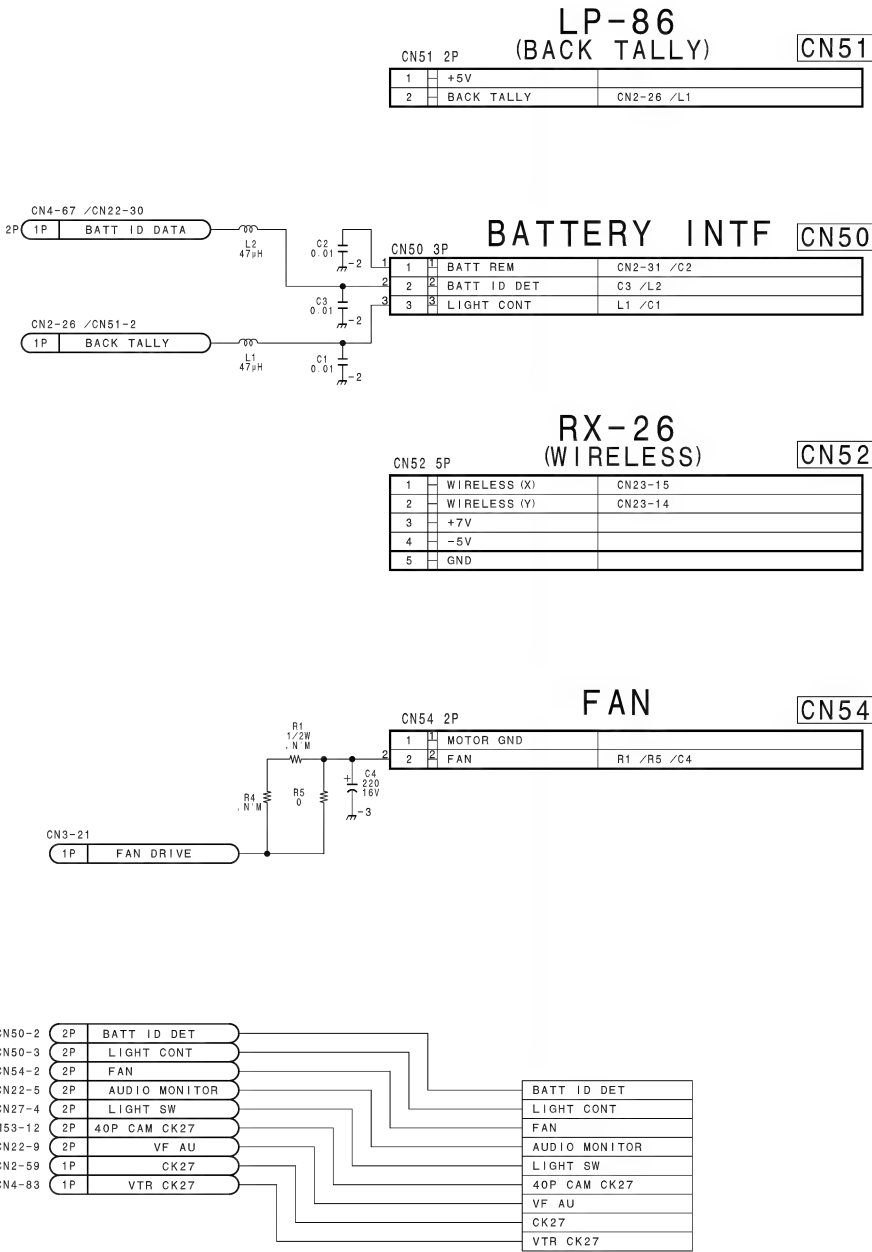 LP-86
(BACK TALLY)
CN51
CN51 2P
1 +5V
2 BACK TALLY CN2-26 /L1
CN4-67 /CN22-30
2P 1P BATT ID DATA
L2
47μH
C2
0.01
-2
BATTERY INTF
CN50
CN50 3P
1 1 1 BATT REM CN2-31 /C2
2 2 2 BATT ID DET C3 /L2
3 3 3 LIGHT CONT L1 /C1
C3
0.01
-2
CN2-26 /CN51-2
1P BACK TALLY
L1
47μH
C1
0.01
-2
RX-26
(WIRELESS)
CN52
CN52 5P
1 WIRELESS (X) CN23-15
2 WIRELESS (Y) CN23-14
3 +7V
4 -5V
5 GND
FAN
CN54
CN54 2P
1 1 MOTOR GND
2 2 2 FAN R1 /R5 /C4
R1
1/2W
.N'M
R4
.N'M
R5
0
+ C4
220
16V
-3
CN3-21
1P FAN DRIVE
CN50-2 2P BATT ID DET
CN50-3 2P LIGHT CONT
CN54-2 2P FAN
CN22-5 2P AUDIO MONITOR
CN27-4 2P LIGHT SW
N53-12 2P 40P CAM CK27
CN22-9 2P VF AU
CN2-59 1P CK27
CN4-83 1P VTR CK27
BATT ID DET
LIGHT CONT
FAN
AUDIO MONITOR
LIGHT SW
40P CAM CK27
VF AU
CK27
VTR CK27